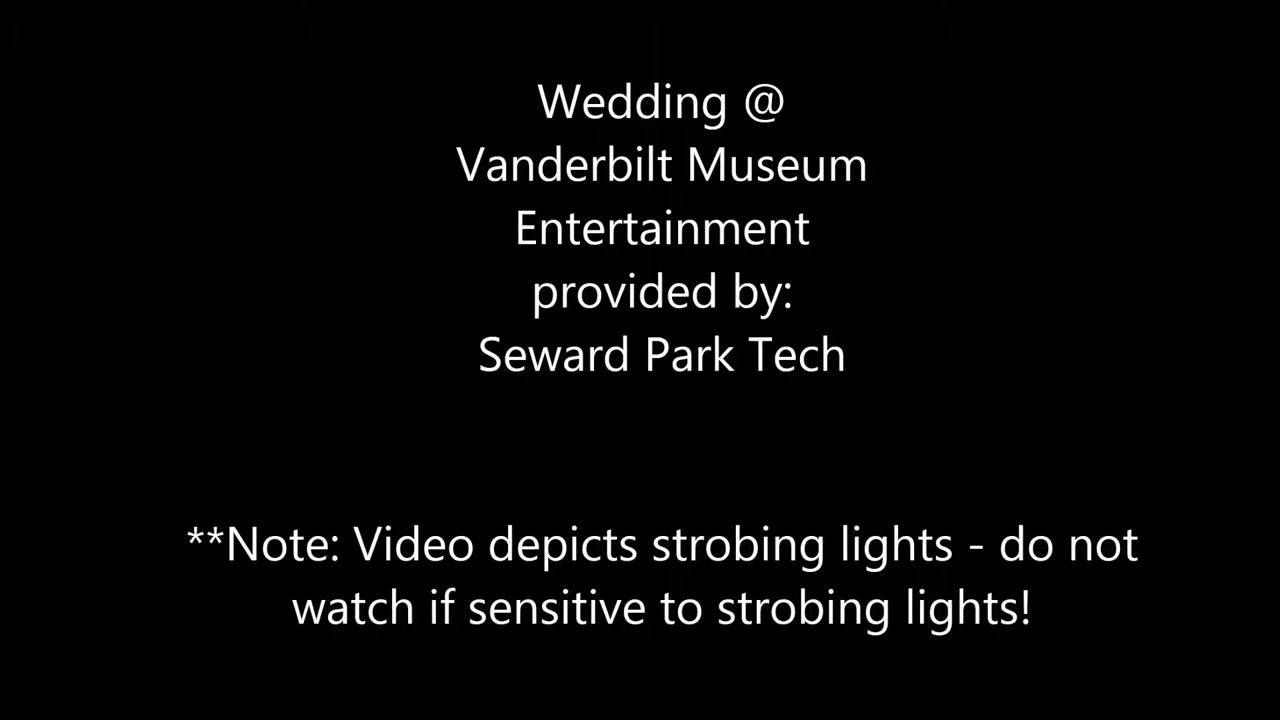 Wedding @
Vanderbilt Museum
Entertainment
provided by:
Seward Park Tech
**Note: Video depicts strobing lights - do not
watch if sensitive to strobing lights!